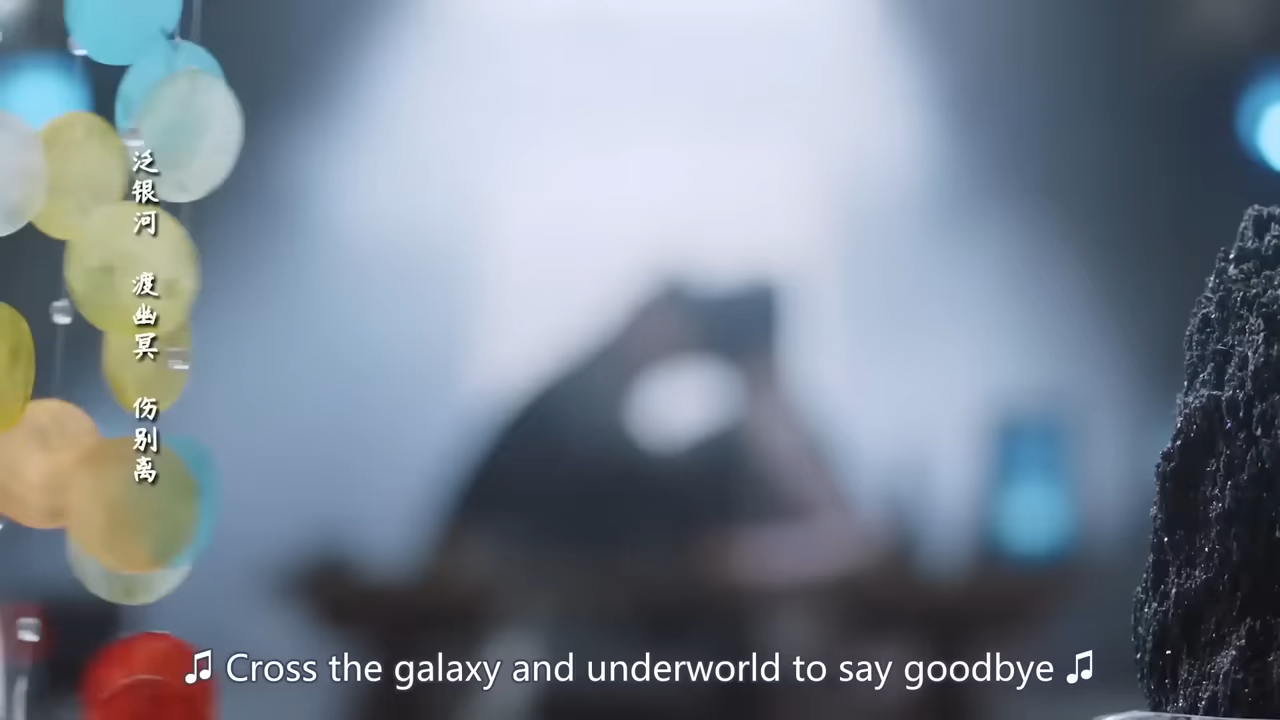 泛银河 渡幽冥 伤别离
♫ Cross the galaxy and underworld to say goodbye ♫